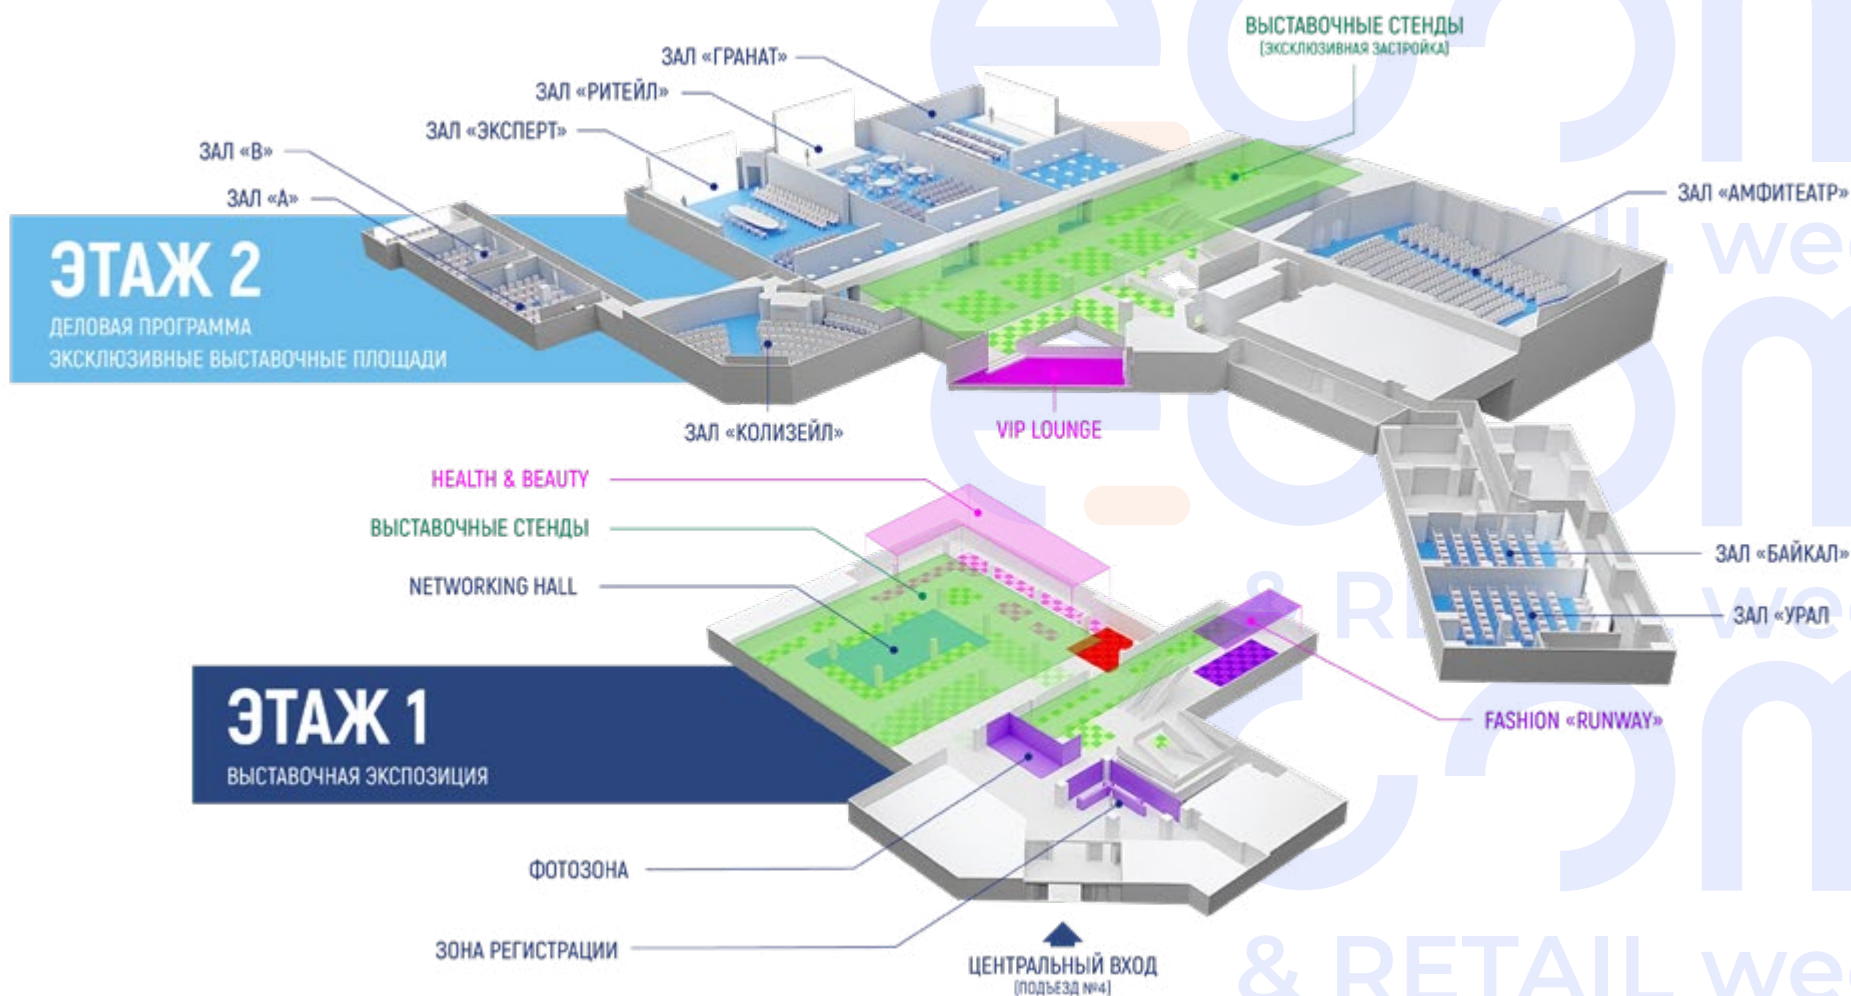 ВЫСТАВОЧНЫЕ СТЕНДЫ
[ЭКСКЛЮЗИВНАЯ ЗАСТРОЙКА]
ЗАЛ «ГРАНАТ»
ЗАЛ «РИТЕЙЛ»
ЗАЛ «ЭКСПЕРТ»
ЗАЛ «В»
ЗАЛ «А»
ЗАЛ «АМФИТЕАТР»
ЭТАЖ 2
ДЕЛОВАЯ ПРОГРАММА
ЭКСКЛЮЗИВНЫЕ ВЫСТАВОЧНЫЕ ПЛОЩАДИ
ЗАЛ «КОЛИЗЕЙЛ»
VIP LOUNGE
HEALTH & BEAUTY
ВЫСТАВОЧНЫЕ СТЕНДЫ
NETWORKING HALL
ЗАЛ «БАЙКАЛ»
ЗАЛ «УРАЛ
FASHION «RUNWAY»
ЭТАЖ 1
ВЫСТАВОЧНАЯ ЭКСПОЗИЦИЯ
ФОТОЗОНА
ЗОНА РЕГИСТРАЦИИ
ЦЕНТРАЛЬНЫЙ ВХОД
[ПОДЪЕЗД №4]
& RETAIL wee